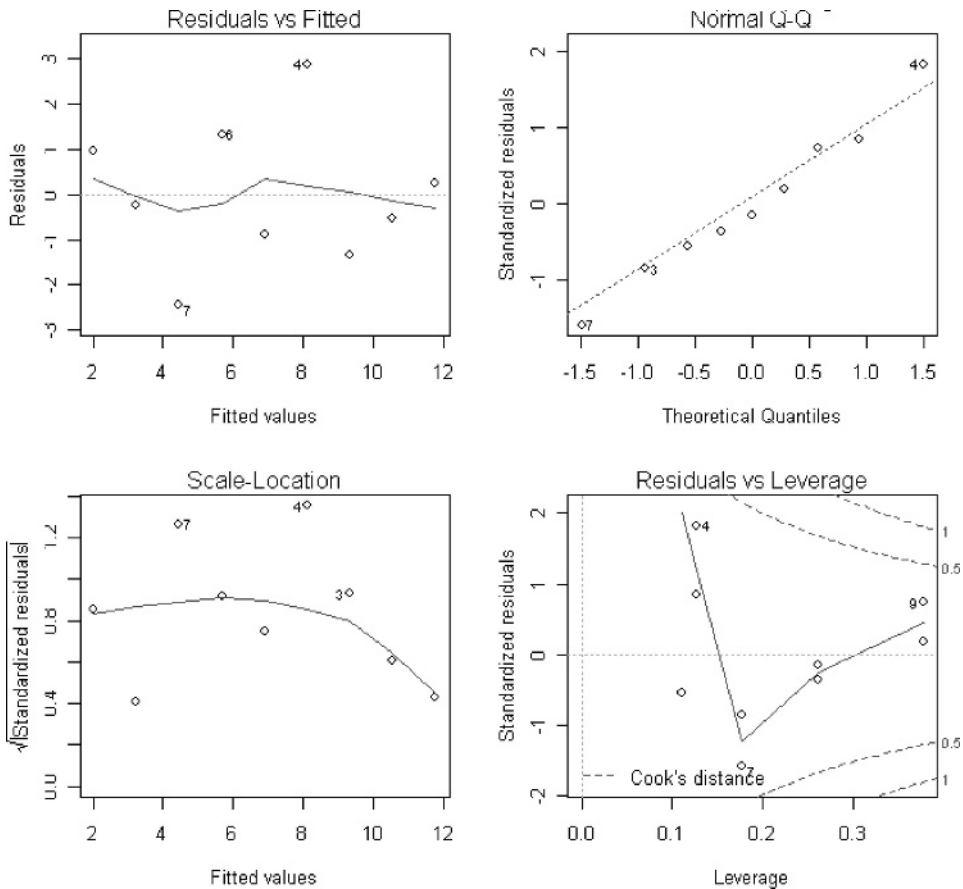 Residuals vs Fitted
Residuals
3
2
1
0
-1
-2
-3
4
6
7
2 4 6 8 10 12
Fitted values
Normal Q-Q
Standardized residuals
2
1
0
-1
4
3
7
-1.5 -1.0 -0.5 0.0 0.5 1.0 1.5
Theoretical Quantiles
Scale-Location
√|Standardized residuals|
1.2
0.8
0.4
0.0
7
4
3
2 4 6 8 10 12
Fitted values
Residuals vs Leverage
Standardized residuals
2
1
0
-1
-2
4
9
7
1
0.5
0.5
1
Cook's distance
0.0 0.1 0.2 0.3
Leverage